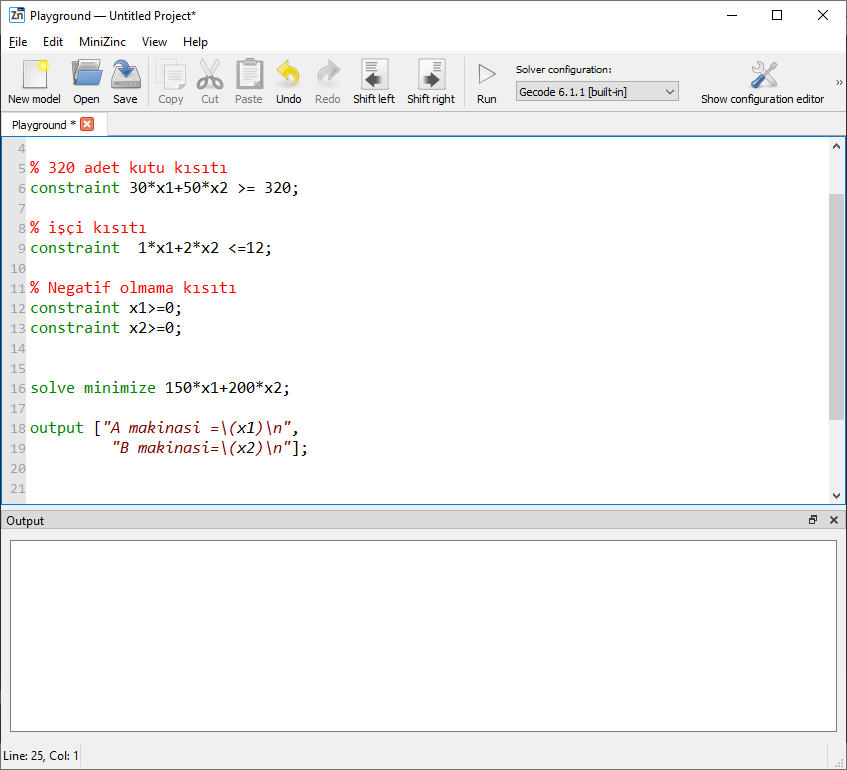 Zn Playground — Untitled Project*
File Edit MiniZinc View Help
New model Open Save Copy Cut Paste Undo Redo Shift left Shift right Run Solver configuration: Gecode 6.1.1 [built-in] Show configuration editor »
Playground *
4
5 % 320 adet kutu kısıtı
6 constraint 30*x1+50*x2 >= 320;
7
8 % işçi kısıtı
9 constraint  1*x1+2*x2 <=12;
10
11 % Negatif olmama kısıtı
12 constraint x1>=0;
13 constraint x2>=0;
14
15
16 solve minimize 150*x1+200*x2;
17
18 output ["A makinasi =\(x1)\n",
19 "B makinasi=\(x2)\n"];
20
21
Output
Line: 25, Col: 1